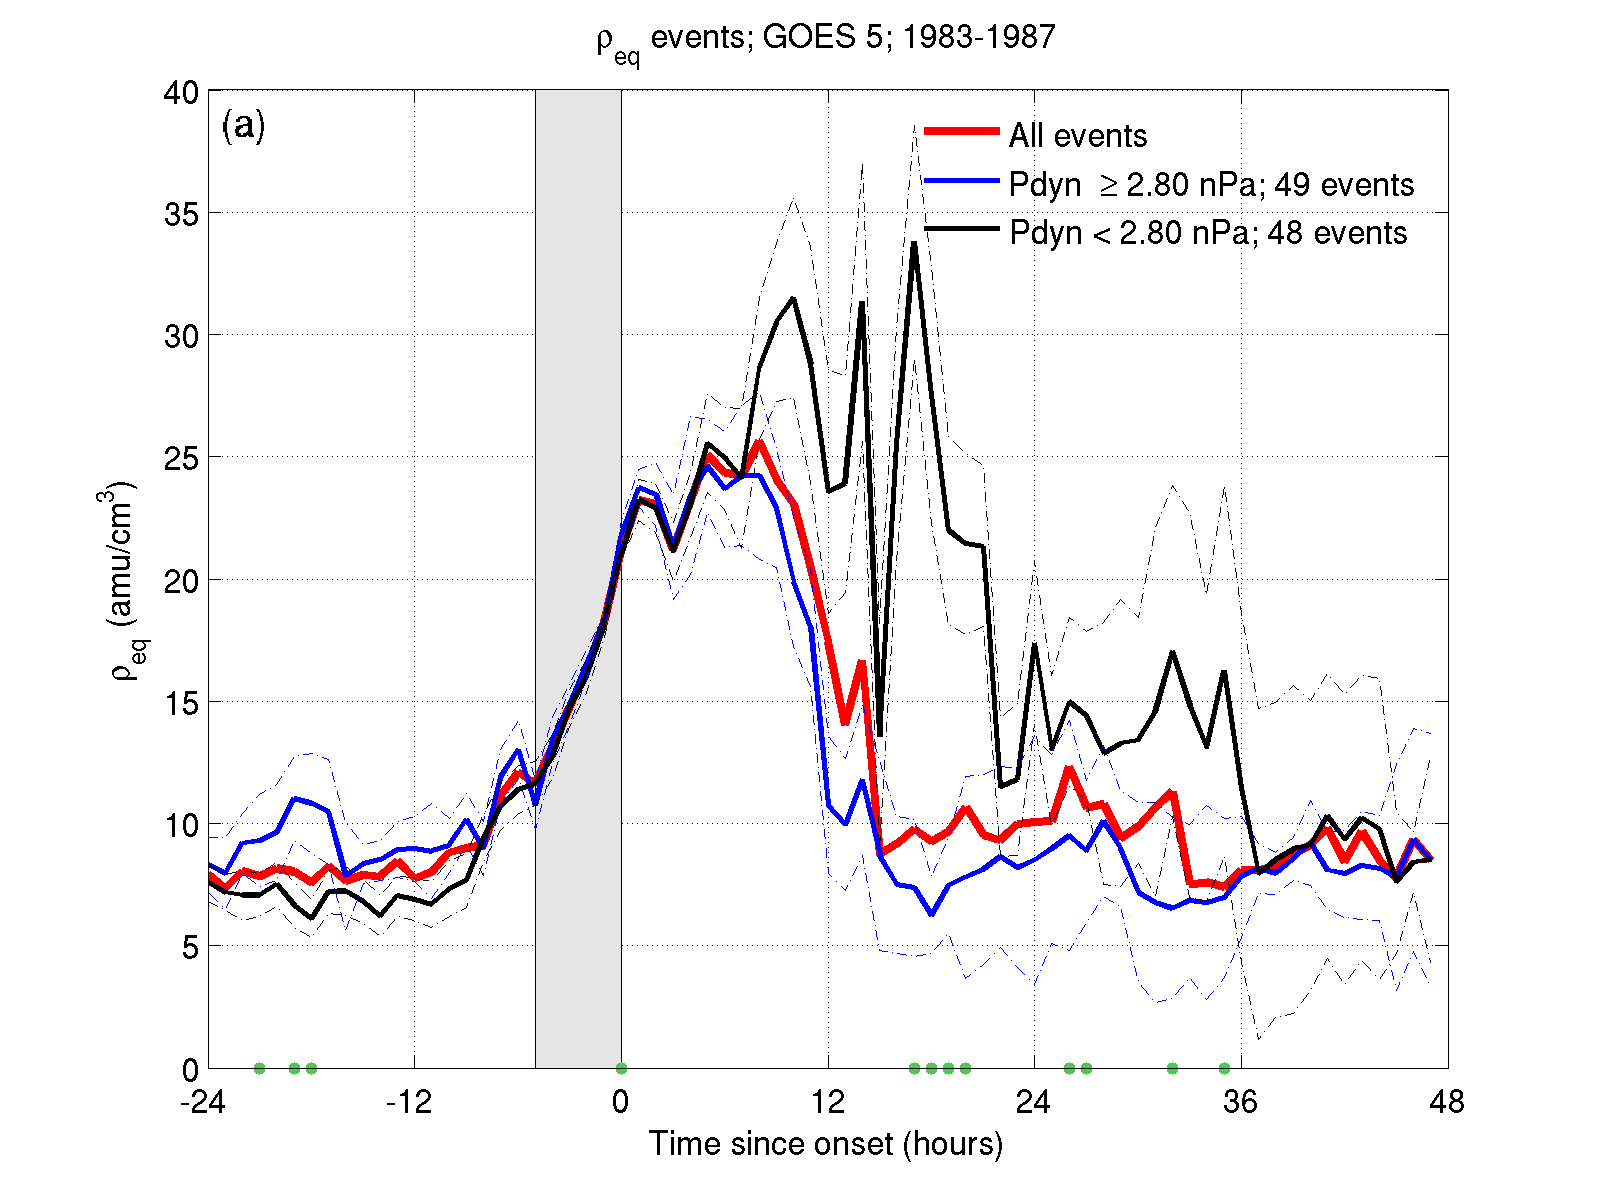 ρeq events; GOES 5; 1983-1987
(a)
All events
Pdyn ≥ 2.80 nPa; 49 events
Pdyn < 2.80 nPa; 48 events
40
35
30
25
20
15
10
5
0
ρeq (amu/cm³)
-24 -12 0 12 24 36 48
Time since onset (hours)